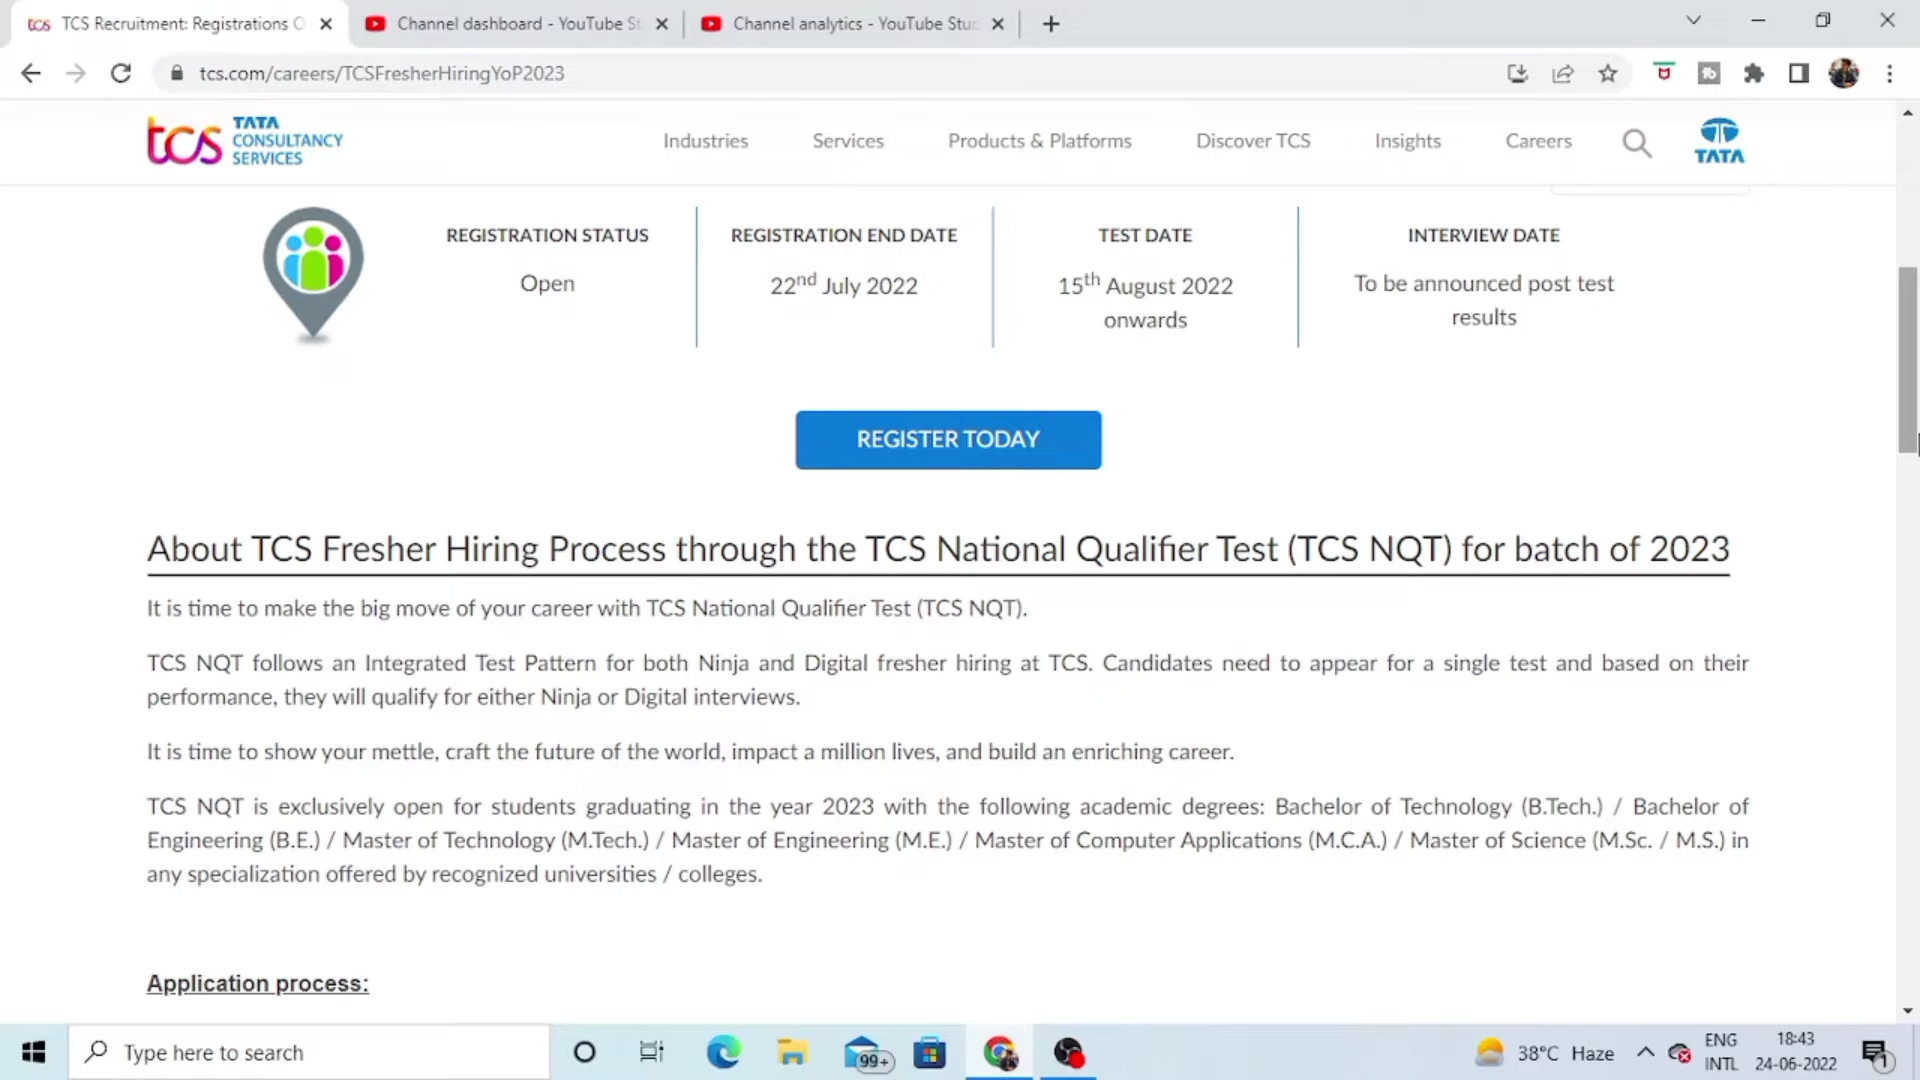 TCS Recruitment: Registrations O
Channel dashboard - YouTube St
Channel analytics - YouTube Stud
tcs.com/careers/TCSFresherHiringYoP2023
tcs TATA CONSULTANCY SERVICES
Industries
Services
Products & Platforms
Discover TCS
Insights
Careers
TATA
REGISTRATION STATUS
Open
REGISTRATION END DATE
22nd July 2022
TEST DATE
15th August 2022
onwards
INTERVIEW DATE
To be announced post test
results
REGISTER TODAY
About TCS Fresher Hiring Process through the TCS National Qualifier Test (TCS NQT) for batch of 2023
It is time to make the big move of your career with TCS National Qualifier Test (TCS NQT).
TCS NQT follows an Integrated Test Pattern for both Ninja and Digital fresher hiring at TCS. Candidates need to appear for a single test and based on their
performance, they will qualify for either Ninja or Digital interviews.
It is time to show your mettle, craft the future of the world, impact a million lives, and build an enriching career.
TCS NQT is exclusively open for students graduating in the year 2023 with the following academic degrees: Bachelor of Technology (B.Tech.) / Bachelor of
Engineering (B.E.) / Master of Technology (M.Tech.) / Master of Engineering (M.E.) / Master of Computer Applications (M.C.A.) / Master of Science (M.Sc. / M.S.) in
any specialization offered by recognized universities / colleges.
Application process:
Type here to search
99+
38°C Haze
ENG
INTL
18:43
24-06-2022
1